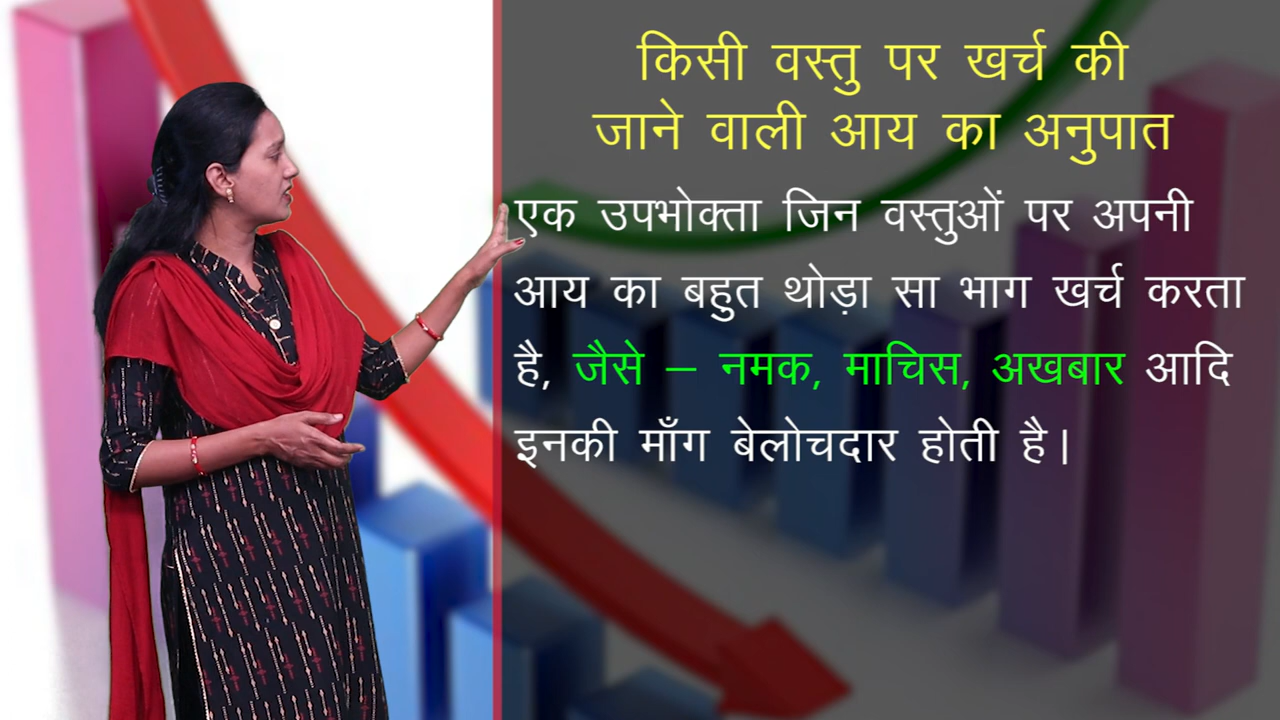 किसी वस्तु पर खर्च की
जाने वाली आय का अनुपात
एक उपभोक्ता जिन वस्तुओं पर अपनी
आय का बहुत थोड़ा सा भाग खर्च करता
है, जैसे – नमक, माचिस, अखबार आदि
इनकी माँग बेलोचदार होती है।